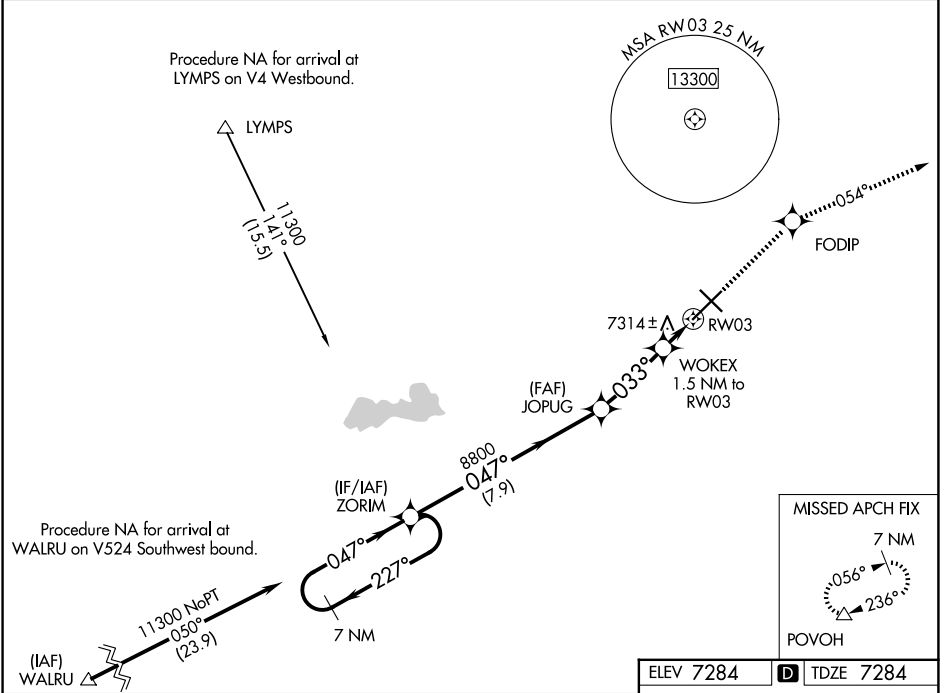 Procedure NA for arrival at
LYMPS on V4 Westbound.
LYMPS
11300
141°
(15.5)
MSA RW03 25 NM
13300
054°
FODIP
7314±
RW03
WOKEX
1.5 NM to
RW03
033°
(FAF)
JOPUG
8800
047°
(7.9)
(IF/IAF)
ZORIM
047°
227°
7 NM
Procedure NA for arrival at
WALRU on V524 Southwest bound.
11300 NoPT
050°
(23.9)
(IAF)
WALRU
MISSED APCH FIX
7 NM
056°
236°
POVOH
ELEV 7284 D TDZE 7284